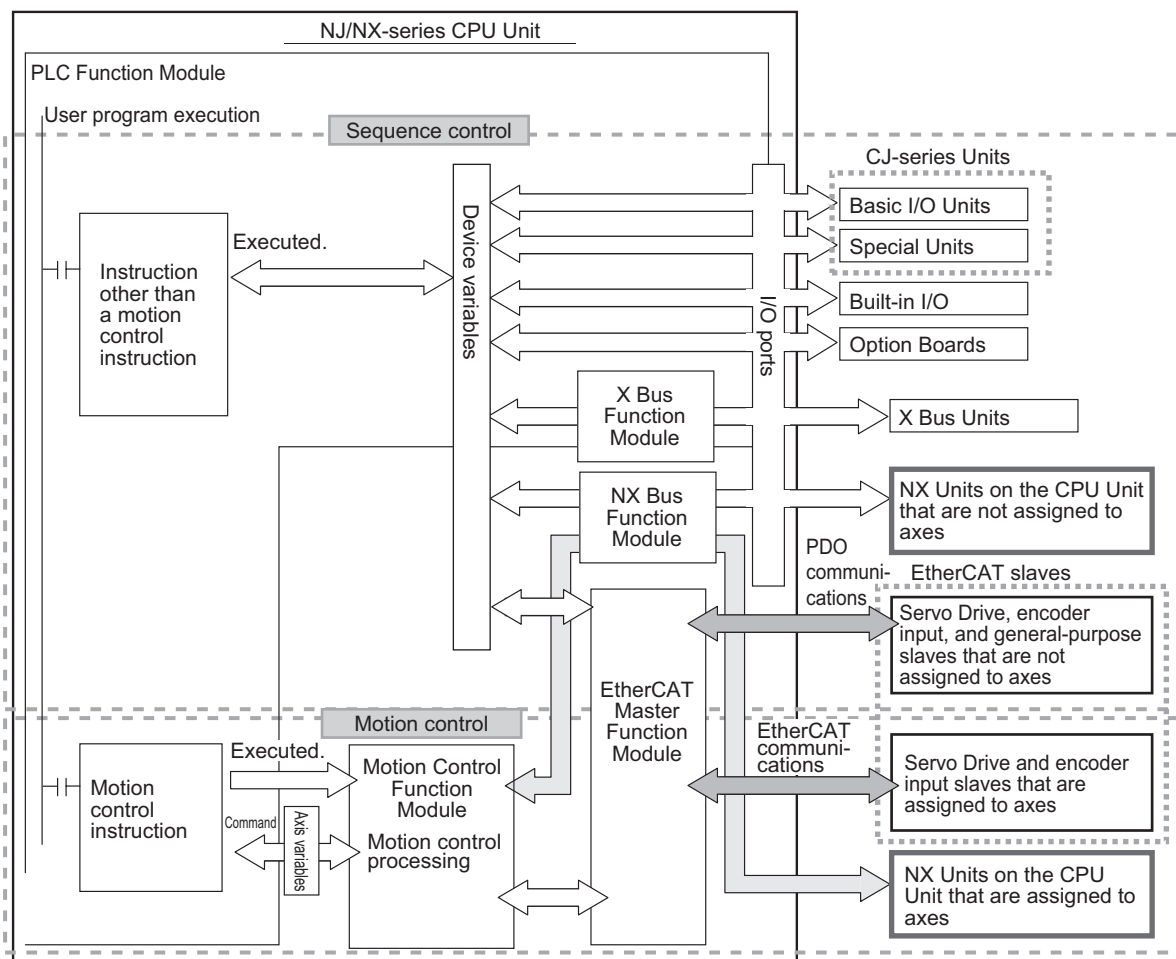 NJ/NX-series CPU Unit
PLC Function Module
User program execution
Sequence control
CJ-series Units
Basic I/O Units
Special Units
Built-in I/O
Option Boards
Executed.
Instruction
other than
a motion
control
instruction
Device variables
I/O ports
X Bus
Function
Module
X Bus Units
NX Bus
Function
Module
NX Units on the CPU Unit
that are not assigned to
axes
PDO
communi-
cations
EtherCAT slaves
Servo Drive, encoder
input, and general-purpose
slaves that are not
assigned to axes
EtherCAT
Master
Function
Module
Motion control
Executed.
Motion
control
instruction
Command
Axis variables
Motion Control
Function
Module
Motion control
processing
EtherCAT
communi-
cations
Servo Drive and encoder
input slaves that are
assigned to axes
NX Units on the CPU
Unit that are assigned to
axes